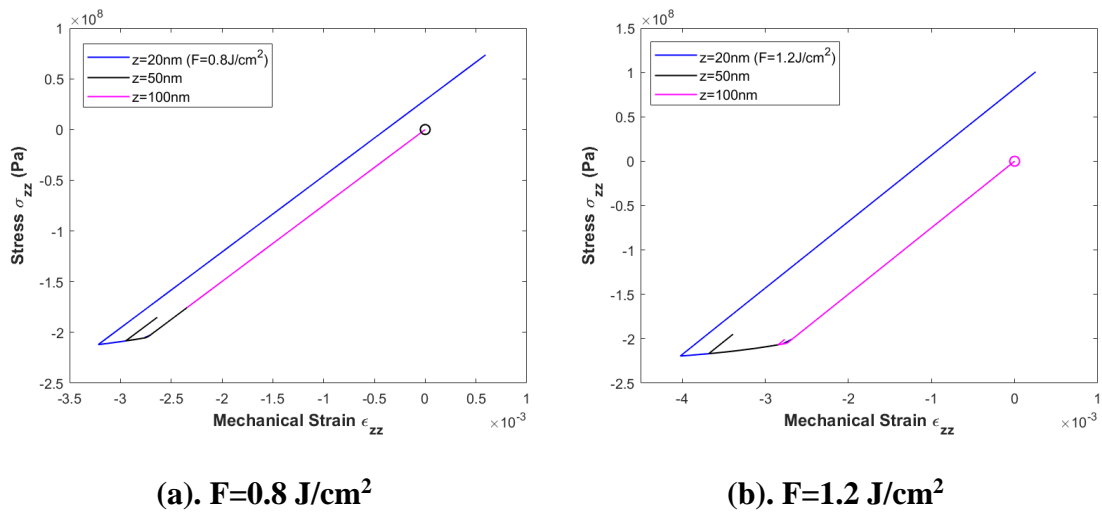 ×10^8
1
0.5
0
-0.5
-1
-1.5
-2
-2.5
Stress σ_zz (Pa)
z=20nm (F=0.8J/cm^2)
z=50nm
z=100nm
-3.5 -3 -2.5 -2 -1.5 -1 -0.5 0 0.5 1
Mechanical Strain ϵ_zz
×10^-3
(a). F=0.8 J/cm^2
×10^8
1.5
1
0.5
0
-0.5
-1
-1.5
-2
-2.5
Stress σ_zz (Pa)
z=20nm (F=1.2J/cm^2)
z=50nm
z=100nm
-4 -3 -2 -1 0 1
Mechanical Strain ϵ_zz
×10^-3
(b). F=1.2 J/cm^2